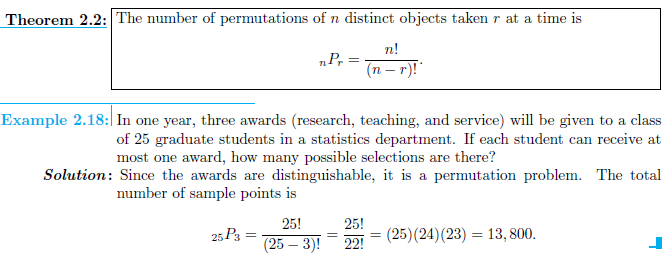 Theorem 2.2: The number of permutations of n distinct objects taken r at a time is
nPr = n! / (n − r)! .
Example 2.18: In one year, three awards (research, teaching, and service) will be given to a class
of 25 graduate students in a statistics department. If each student can receive at
most one award, how many possible selections are there?
Solution: Since the awards are distinguishable, it is a permutation problem. The total
number of sample points is
25P3 = 25! / (25 − 3)! = 25! / 22! = (25)(24)(23) = 13, 800.